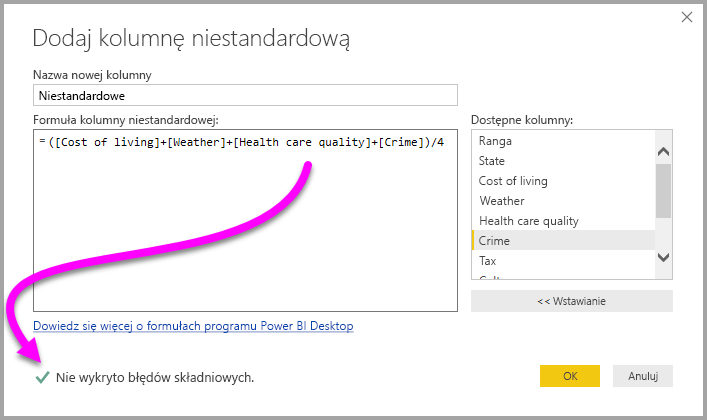 Dodaj kolumnę niestandardową
Nazwa nowej kolumny
Niestandardowe
Formuła kolumny niestandardowej:
=([Cost of living]+[Weather]+[Health care quality]+[Crime])/4
Dostępne kolumny:
Ranga
State
Cost of living
Weather
Health care quality
Crime
Tax
<< Wstawianie
Dowiedz się więcej o formułach programu Power BI Desktop
Nie wykryto błędów składniowych.
OK
Anuluj